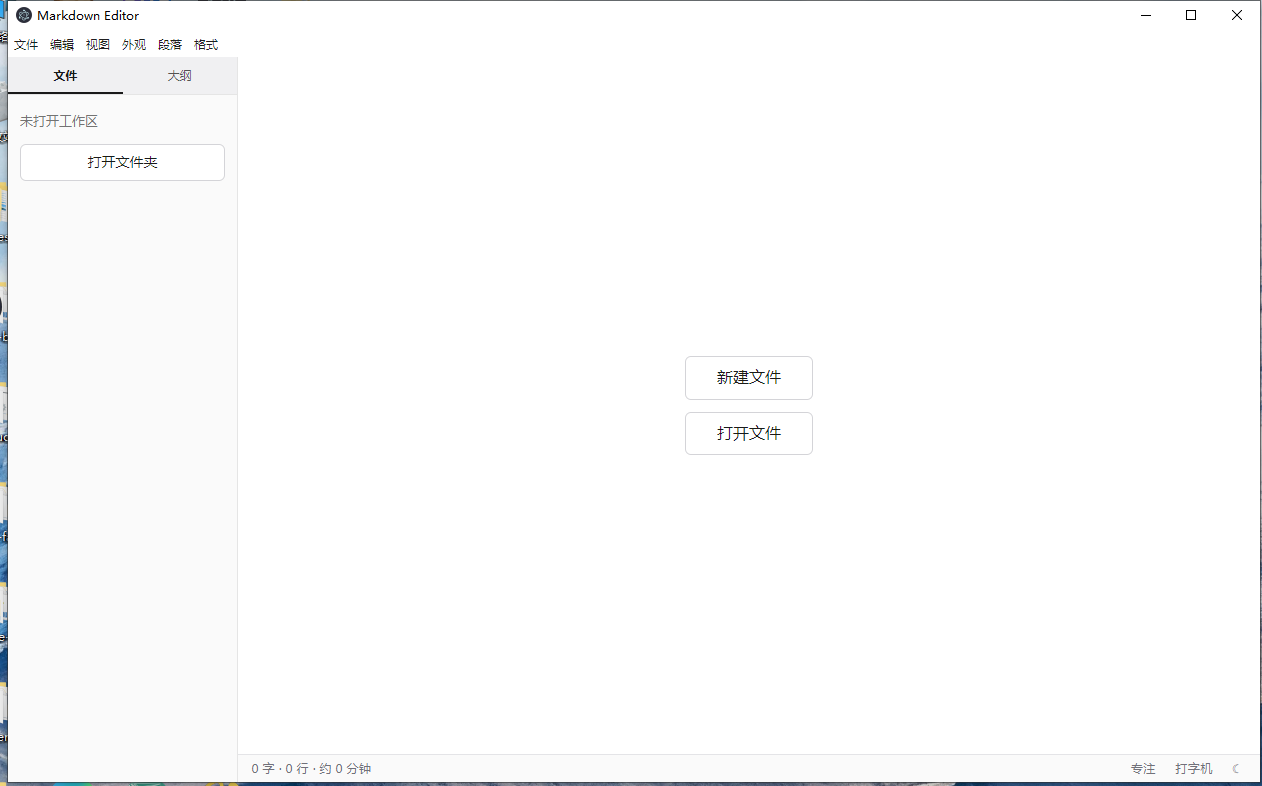 Markdown Editor
文件 编辑 视图 外观 段落 格式
文件 大纲
未打开工作区
打开文件夹
新建文件
打开文件
0 字 · 0 行 · 约 0 分钟
专注 打字机